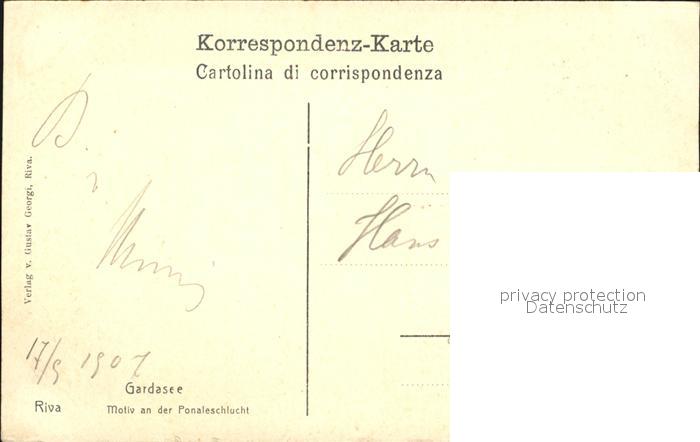 Korrespondenz-Karte
Cartolina di corrispondenza
Verlag v. Gustav Georgi, Riva.
17/9 1907
Gardasee
Riva
Motiv an der Ponaleschlucht
Herrn
Hans
privacy protection
Datenschutz